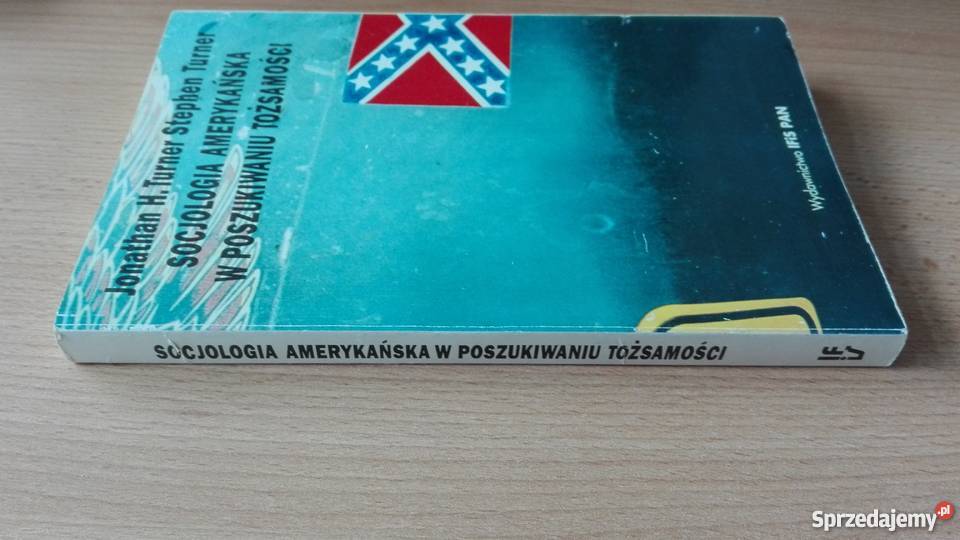 Jonathan H. Turner Stephen Turner
SOCJOLOGIA AMERYKAŃSKA
W POSZUKIWANIU TOŻSAMOŚCI
Wydawnictwo IFiS PAN
SOCJOLOGIA AMERYKAŃSKA W POSZUKIWANIU TOŻSAMOŚCI
IFiS
Sprzedajemy.pl